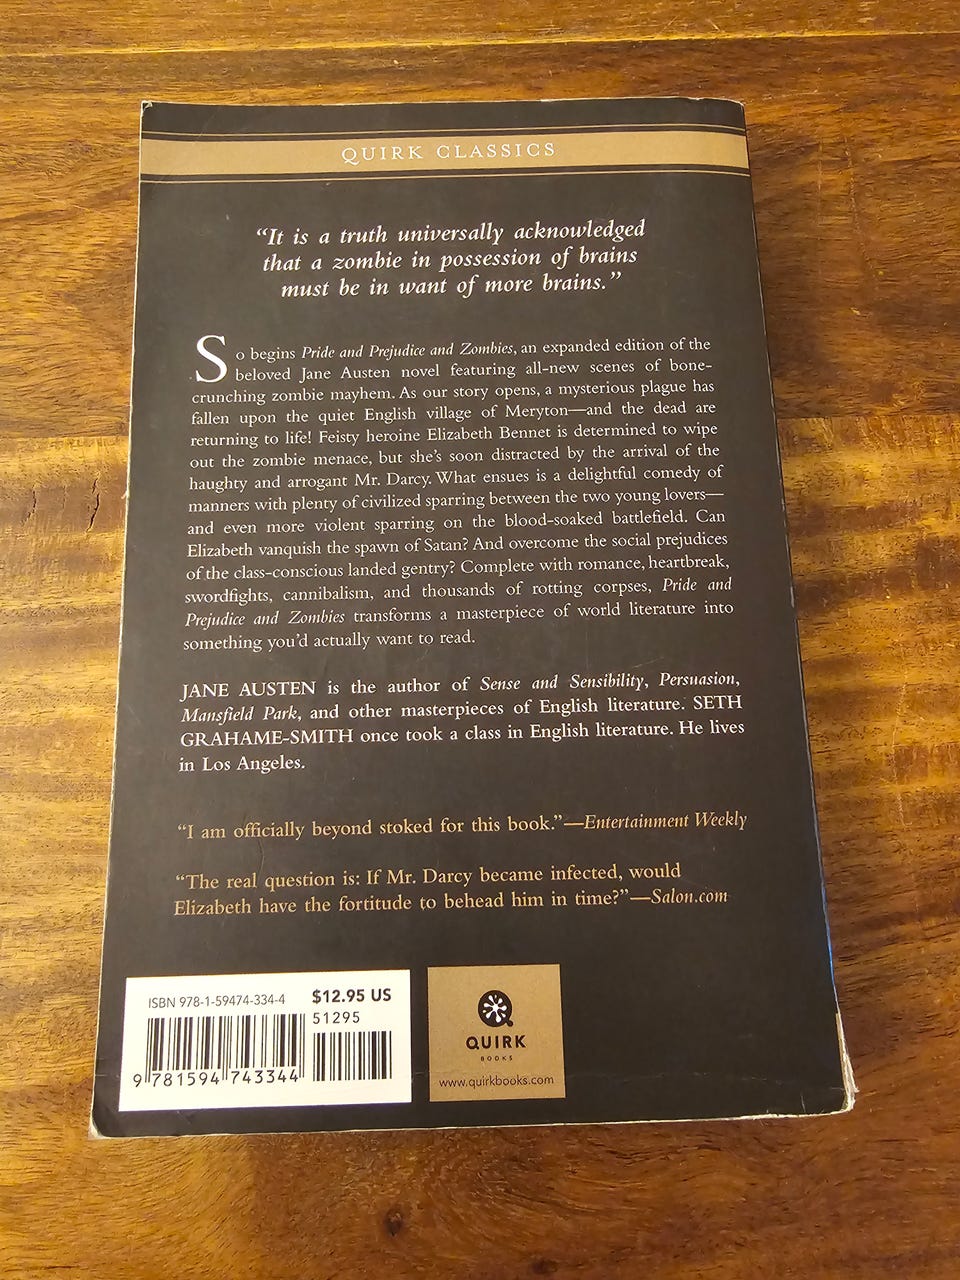 QUIRK CLASSICS
“It is a truth universally acknowledged
that a zombie in possession of brains
must be in want of more brains.”
So begins Pride and Prejudice and Zombies, an expanded edition of the
beloved Jane Austen novel featuring all-new scenes of bone-
crunching zombie mayhem. As our story opens, a mysterious plague has
fallen upon the quiet English village of Meryton—and the dead are
returning to life! Feisty heroine Elizabeth Bennet is determined to wipe
out the zombie menace, but she’s soon distracted by the arrival of the
haughty and arrogant Mr. Darcy. What ensues is a delightful comedy of
manners with plenty of civilized sparring between the two young lovers—
and even more violent sparring on the blood-soaked battlefield. Can
Elizabeth vanquish the spawn of Satan? And overcome the social prejudices
of the class-conscious landed gentry? Complete with romance, heartbreak,
swordfights, cannibalism, and thousands of rotting corpses, Pride and
Prejudice and Zombies transforms a masterpiece of world literature into
something you’d actually want to read.
JANE AUSTEN is the author of Sense and Sensibility, Persuasion,
Mansfield Park, and other masterpieces of English literature. SETH
GRAHAME-SMITH once took a class in English literature. He lives
in Los Angeles.
“I am officially beyond stoked for this book.”—Entertainment Weekly
“The real question is: If Mr. Darcy became infected, would
Elizabeth have the fortitude to behead him in time?”—Salon.com
ISBN 978-1-59474-334-4 $12.95 US
51295
9 781594 743344
QUIRK
BOOKS
www.quirkbooks.com